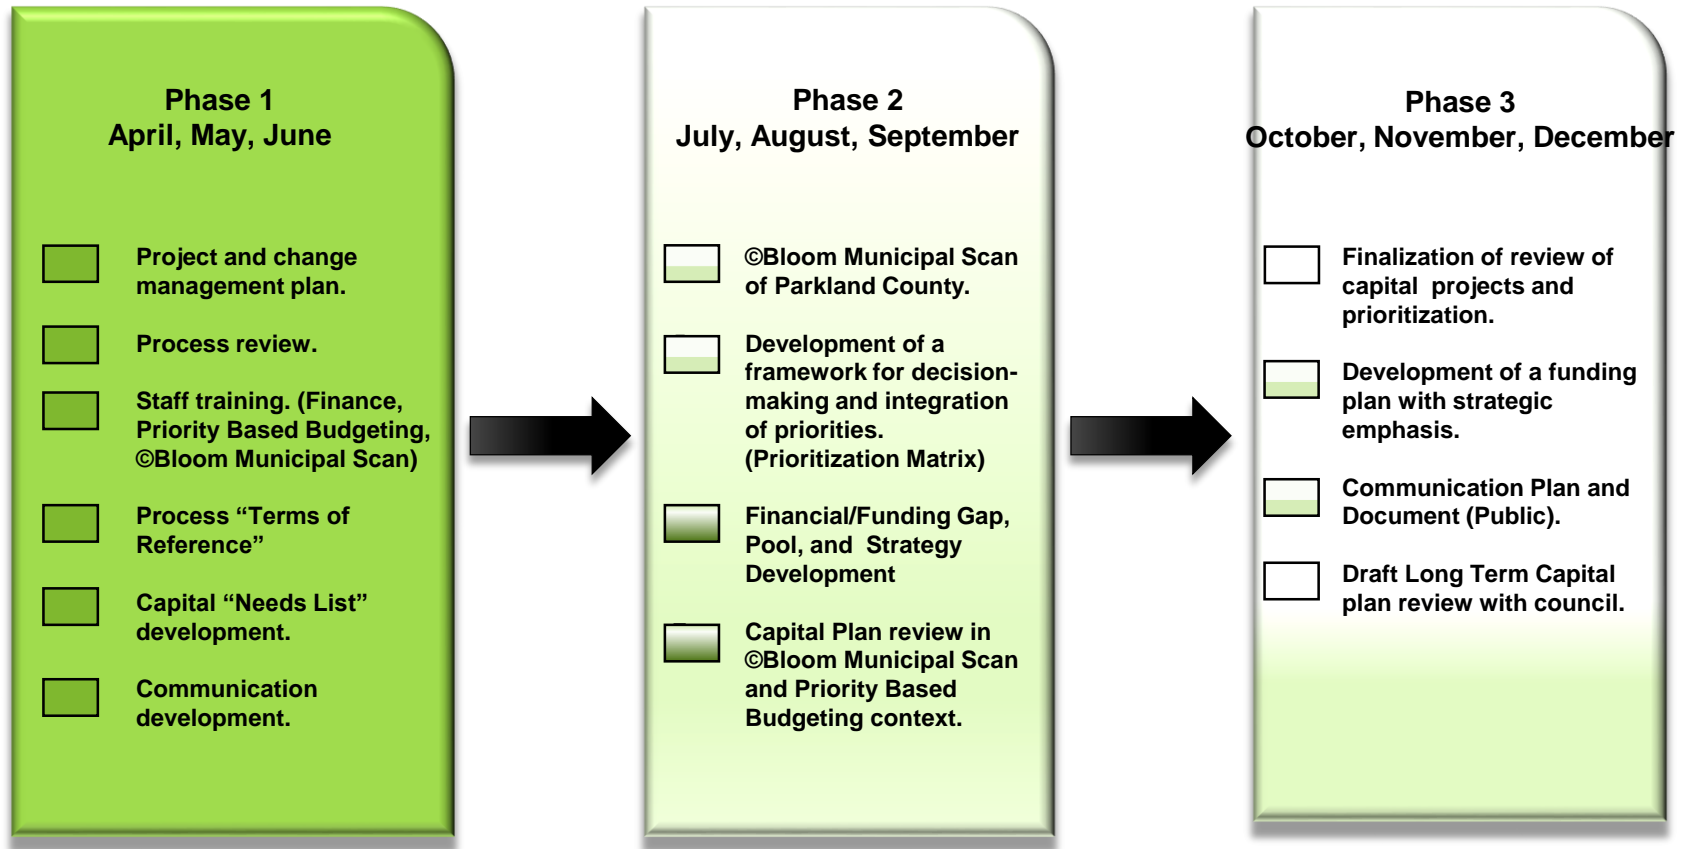 Phase 1
April, May, June
Project and change
management plan.
Process review.
Staff training. (Finance,
Priority Based Budgeting,
©Bloom Municipal Scan)
Process “Terms of
Reference”
Capital “Needs List”
development.
Communication
development.
Phase 2
July, August, September
©Bloom Municipal Scan
of Parkland County.
Development of a
framework for decision-
making and integration
of priorities.
(Prioritization Matrix)
Financial/Funding Gap,
Pool, and  Strategy
Development
Capital Plan review in
©Bloom Municipal Scan
and Priority Based
Budgeting context.
Phase 3
October, November, December
Finalization of review of
capital  projects and
prioritization.
Development of a funding
plan with strategic
emphasis.
Communication Plan and
Document (Public).
Draft Long Term Capital
plan review with council.